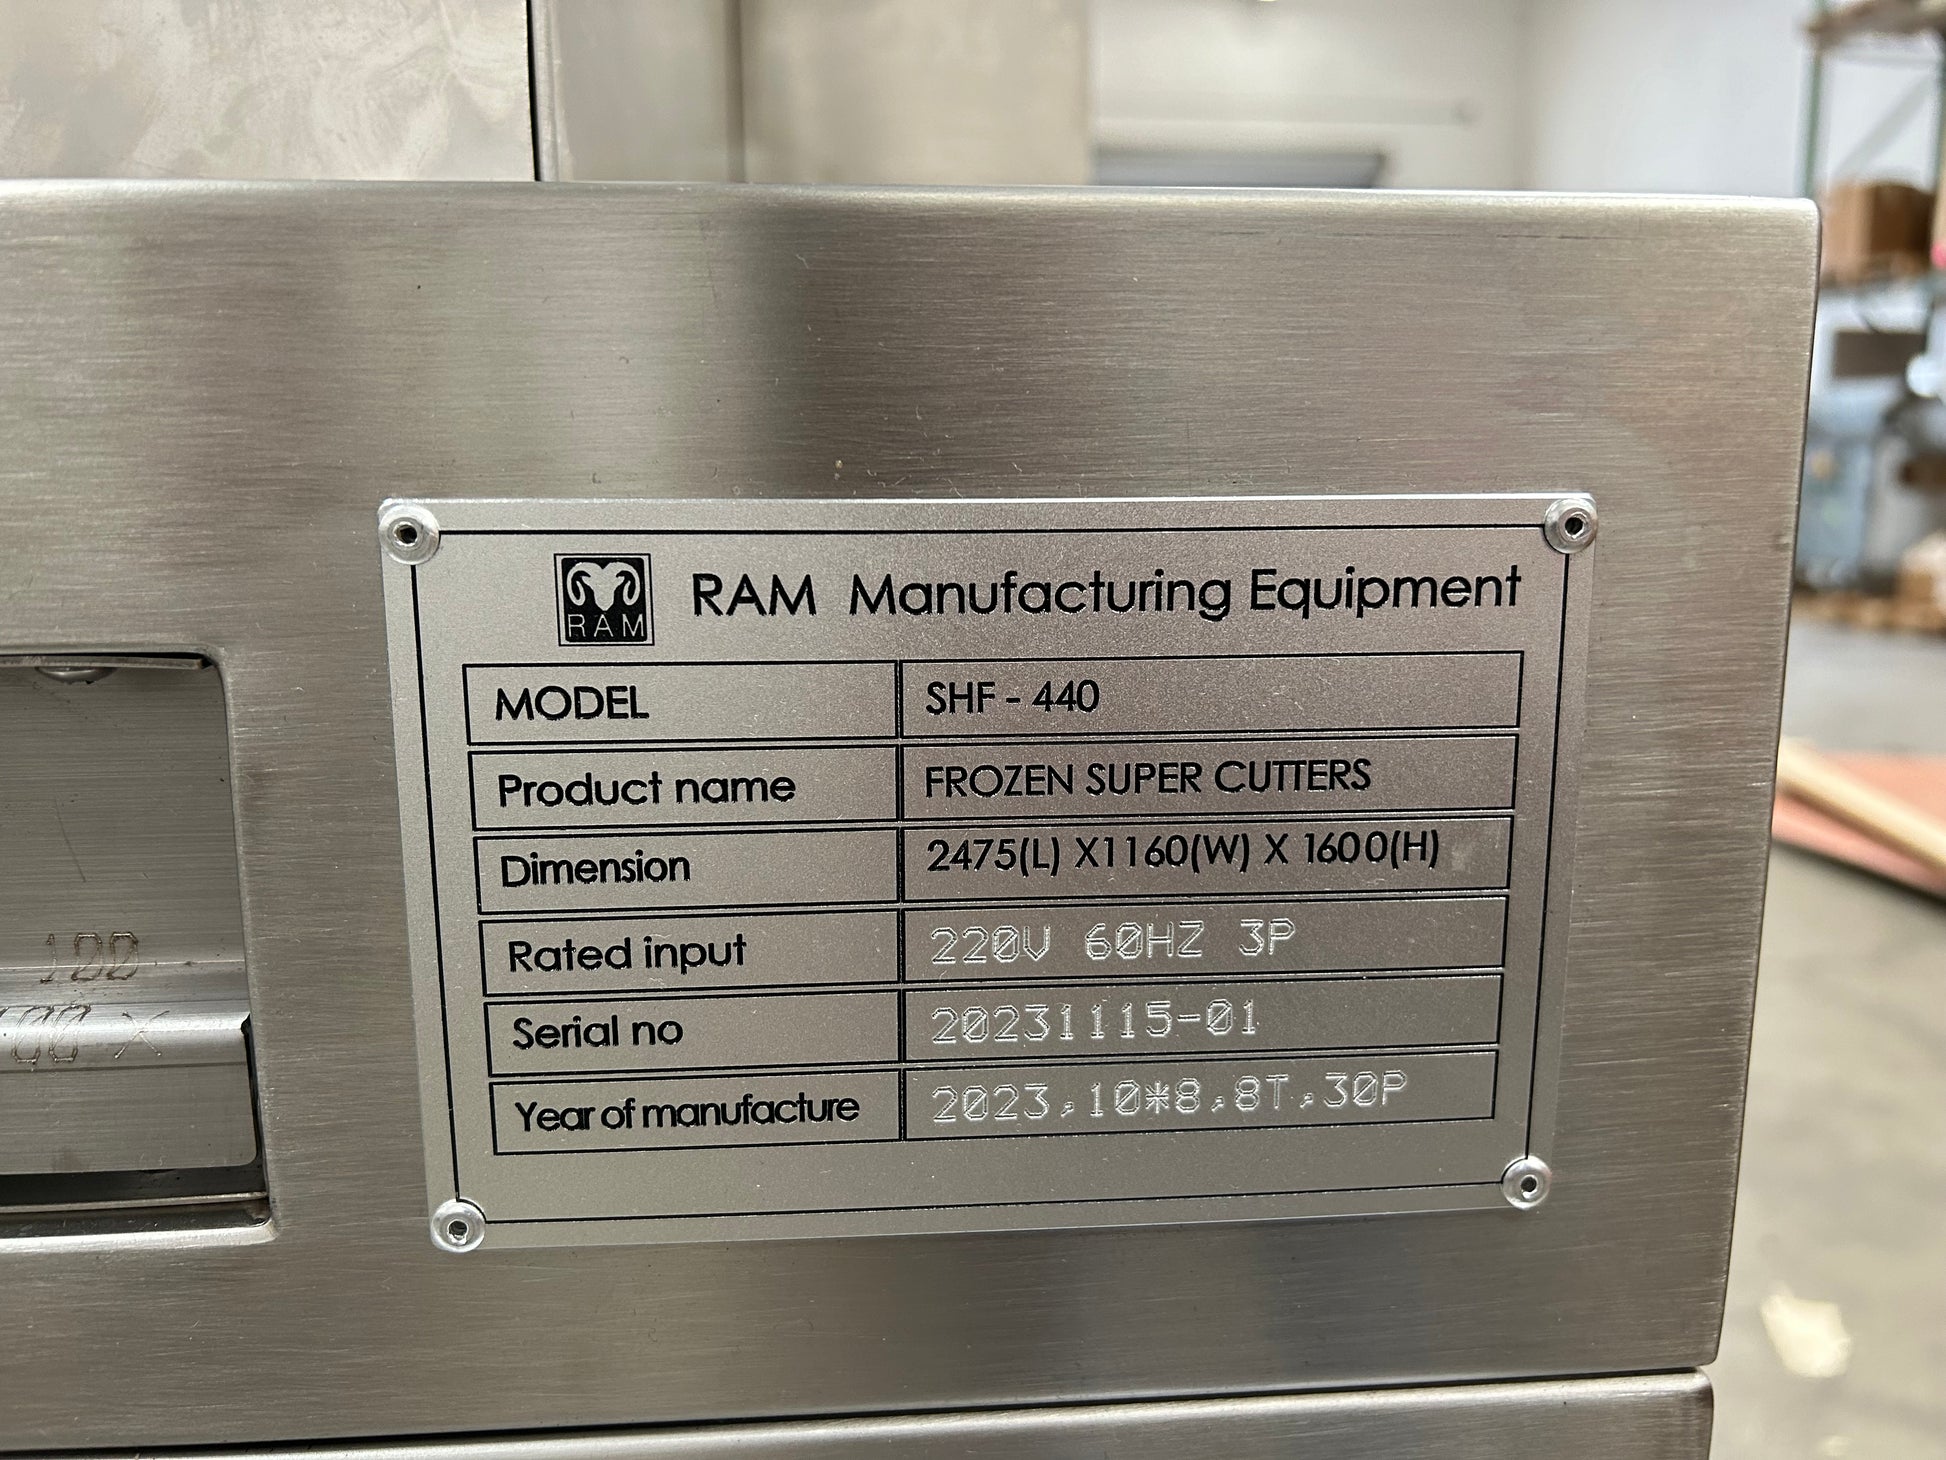 RAM
RAM Manufacturing Equipment
MODEL SHF - 440
Product name FROZEN SUPER CUTTERS
Dimension 2475(L) X1160(W) X 1600(H)
Rated input 220V 60HZ 3P
Serial no 20231115-01
Year of manufacture 2023,10*8,8T,30P
100